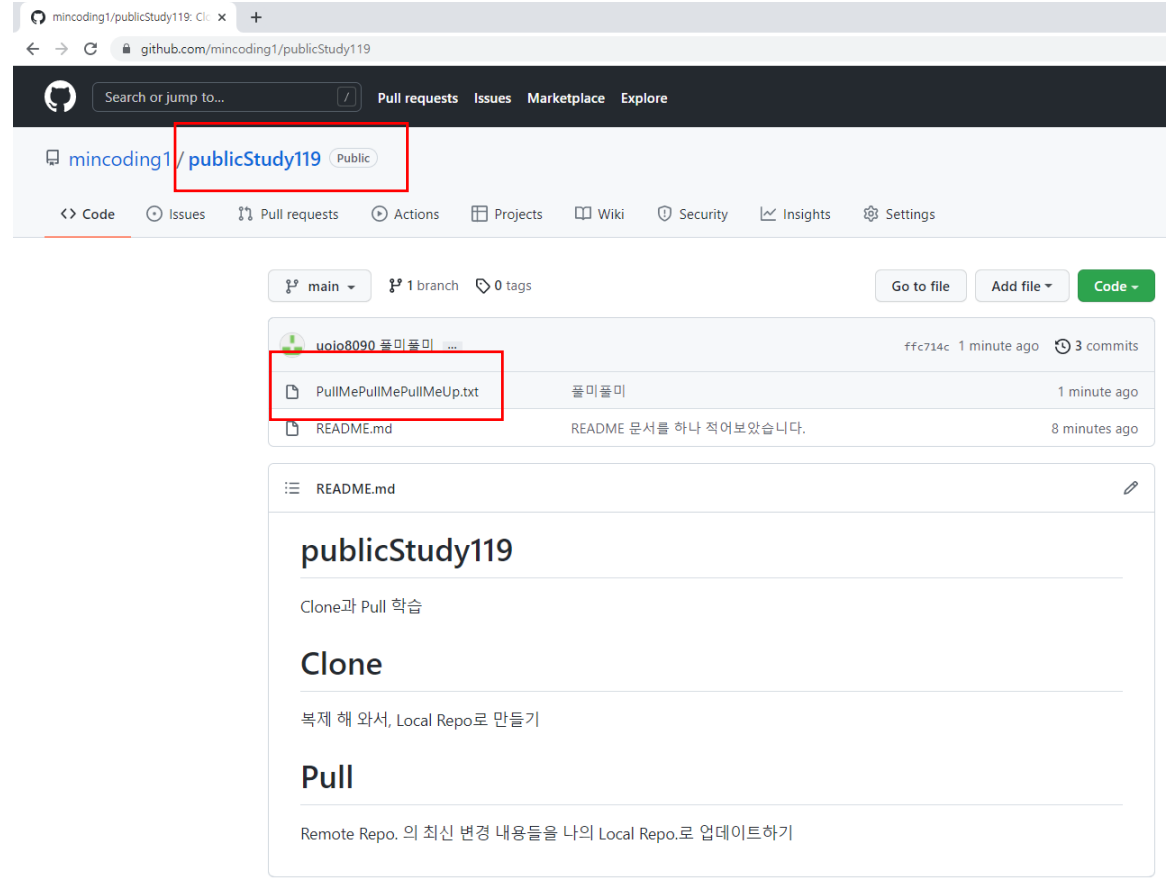 mincoding1/publicStudy119: Clo
github.com/mincoding1/publicStudy119
Search or jump to... / Pull requests Issues Marketplace Explore
mincoding1 / publicStudy119 Public
Code Issues Pull requests Actions Projects Wiki Security Insights Settings
main 1 branch 0 tags Go to file Add file Code
uoio8090 풀미풀미 ... ffc714c 1 minute ago 3 commits
PullMePullMePullMeUp.txt 풀미풀미 1 minute ago
README.md README 문서를 하나 적어보았습니다. 8 minutes ago
README.md
publicStudy119
Clone과 Pull 학습
Clone
복제 해 와서, Local Repo로 만들기
Pull
Remote Repo. 의 최신 변경 내용들을 나의 Local Repo.로 업데이트하기